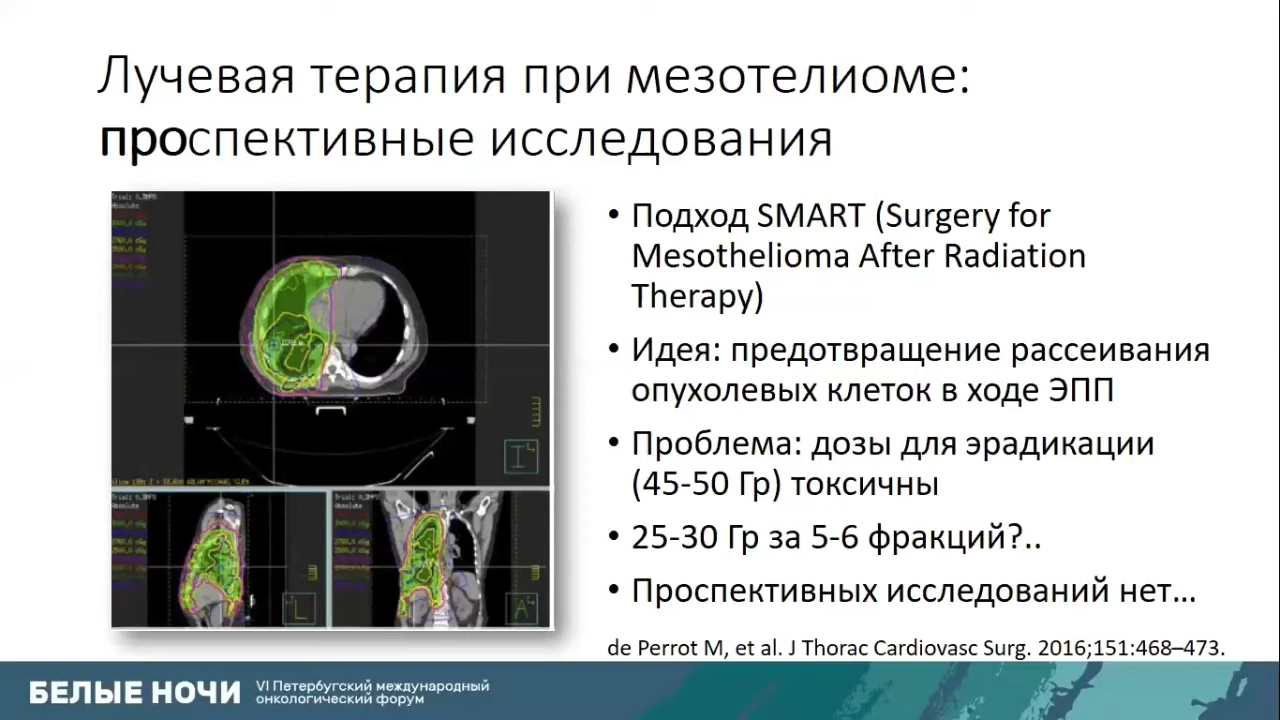 Лучевая терапия при мезотелиоме:
проспективные исследования
• Подход SMART (Surgery for
Mesothelioma After Radiation
Therapy)
• Идея: предотвращение рассеивания
опухолевых клеток в ходе ЭПП
• Проблема: дозы для эрадикации
(45-50 Гр) токсичны
• 25-30 Гр за 5-6 фракций?..
• Проспективных исследований нет...
de Perrot M, et al. J Thorac Cardiovasc Surg. 2016;151:468–473.
БЕЛЫЕ НОЧИ
VI Петербургский международный
онкологический форум